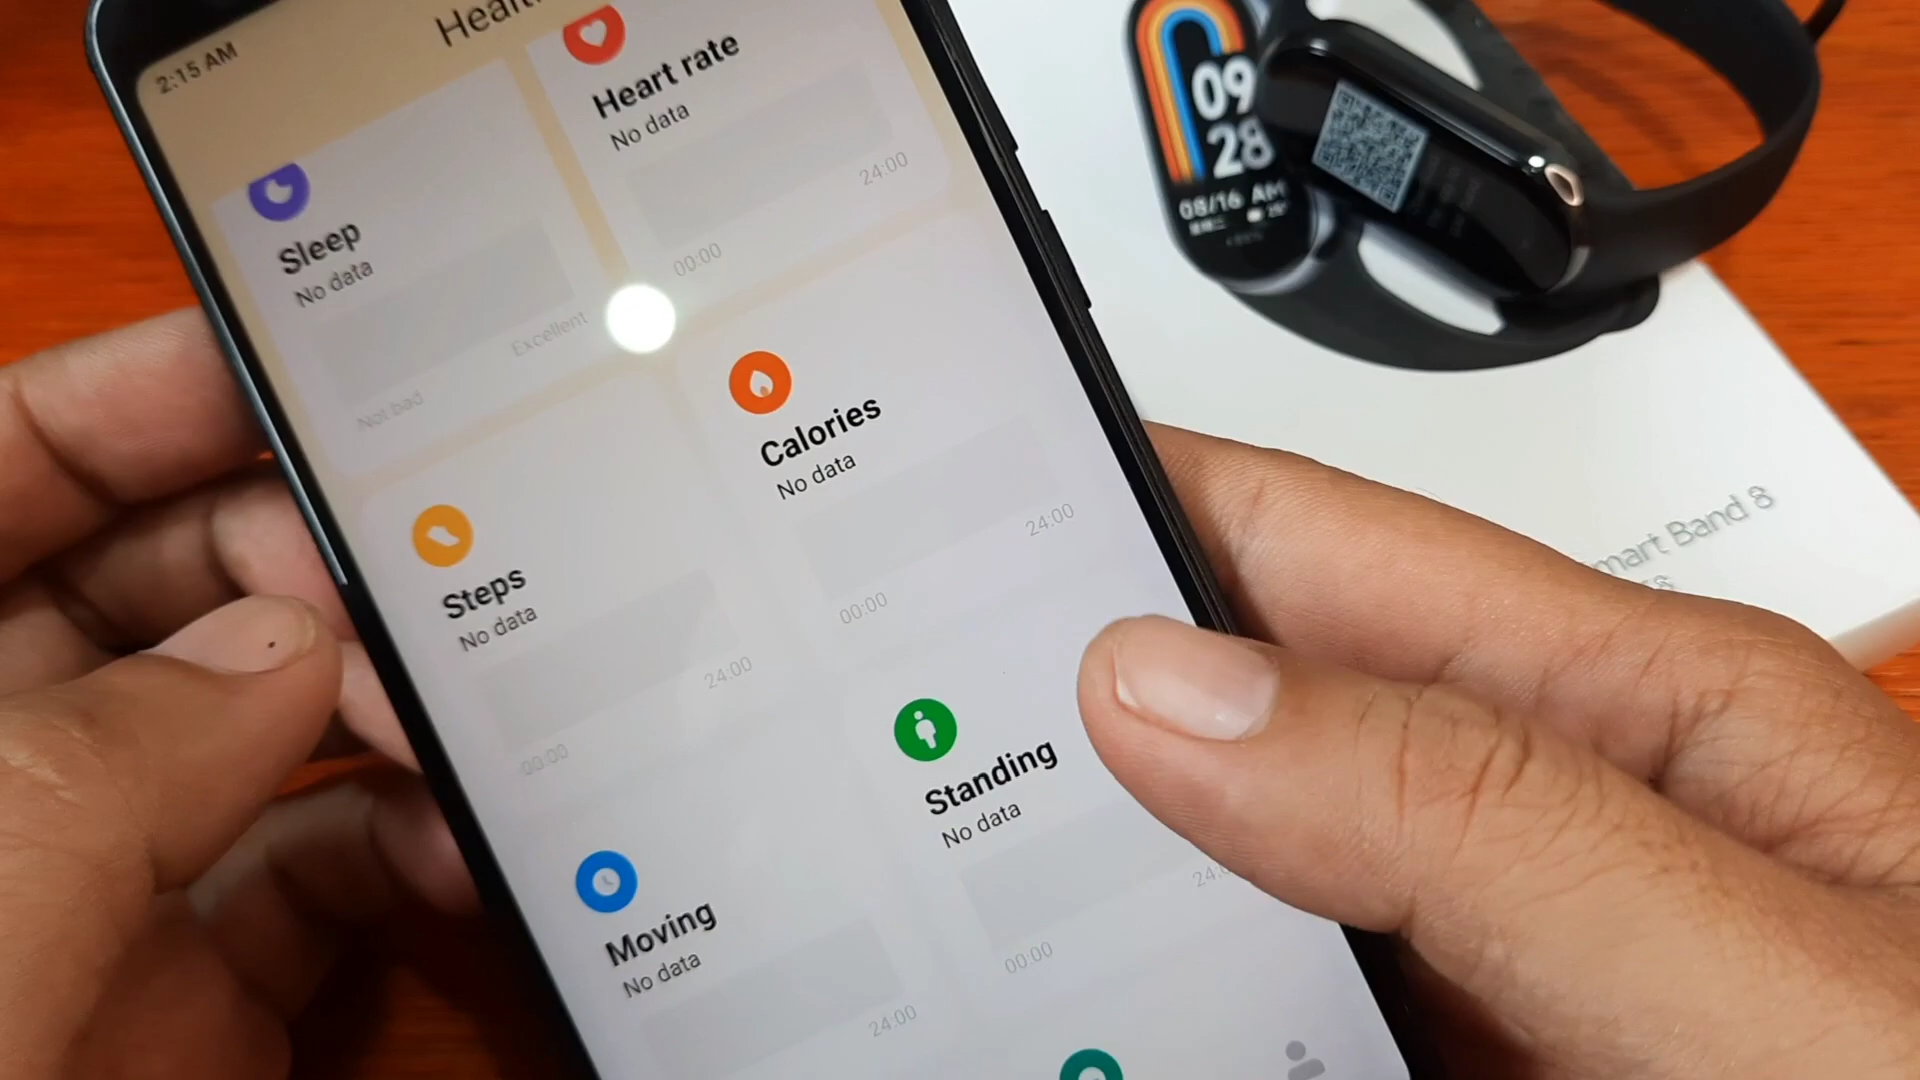 2:15 AM
Heart rate
No data
24:00
00:00
Sleep
No data
Excellent
Not bad
Calories
No data
24:00
00:00
Steps
No data
24:00
00:00
Standing
No data
00:00
Moving
No data
24:00
09
28
08/16 AM
mart Band 8